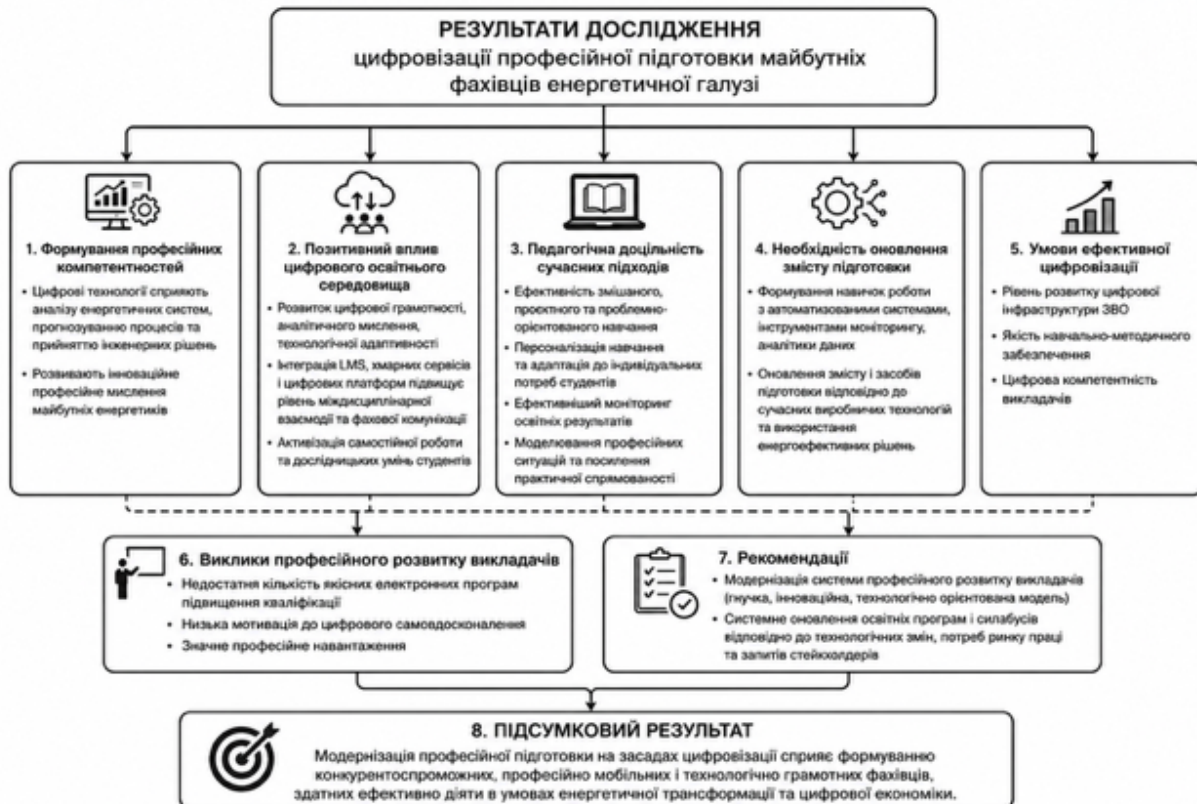 РЕЗУЛЬТАТИ ДОСЛІДЖЕННЯ
цифровізації професійної підготовки майбутніх
фахівців енергетичної галузі
1. Формування професійних
компетентностей
• Цифрові технології сприяють
аналізу енергетичних систем,
прогнозуванню процесів та
прийняттю інженерних рішень
• Розвивають інноваційне
професійне мислення
майбутніх енергетиків
2. Позитивний вплив
цифрового освітнього
середовища
• Розвиток цифрової грамотності,
аналітичного мислення,
технологічної адаптивності
• Інтеграція LMS, хмарних сервісів
і цифрових платформ підвищує
рівень міждисциплінарної
взаємодії та фахової комунікації
• Активізація самостійної роботи
та дослідницьких умінь студентів
3. Педагогічна доцільність
сучасних підходів
• Ефективність змішаного,
проектного та проблемно-
орієнтованого навчання
• Персоналізація навчання
та адаптація до індивідуальних
потреб студентів
• Ефективніший моніторинг
освітніх результатів
• Моделювання професійних
ситуацій та посилення
практичної спрямованості
4. Необхідність оновлення
змісту підготовки
• Формування навичок роботи
з автоматизованими системами,
інструментами моніторингу,
аналітики даних
• Оновлення змісту і засобів
підготовки відповідно до
сучасних виробничих технологій
та використання
енергоефективних рішень
5. Умови ефективної
цифровізації
• Рівень розвитку цифрової
інфраструктури ЗВО
• Якість навчально-методичного
забезпечення
• Цифрова компетентність
викладачів
6. Виклики професійного розвитку викладачів
• Недостатня кількість якісних електронних програм
підвищення кваліфікації
• Низька мотивація до цифрового самовдосконалення
• Значне професійне навантаження
7. Рекомендації
• Модернізація системи професійного розвитку викладачів
(гнучка, інноваційна, технологічно орієнтована модель)
• Системне оновлення освітніх програм і силабусів
відповідно до технологічних змін, потреб ринку праці
та запитів стейкхолдерів
8. ПІДСУМКОВИЙ РЕЗУЛЬТАТ
Модернізація професійної підготовки на засадах цифровізації сприяє формуванню
конкурентоспроможних, професійно мобільних і технологічно грамотних фахівців,
здатних ефективно діяти в умовах енергетичної трансформації та цифрової економіки.